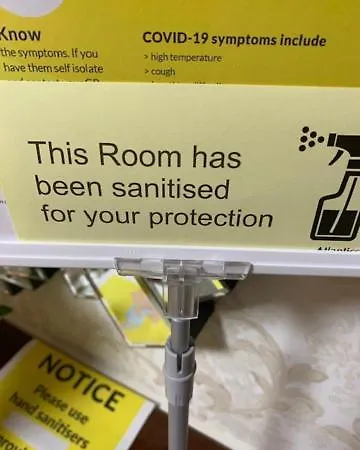 Know
the symptoms. If you
have them self isolate
COVID-19 symptoms include
> high temperature
> cough
This Room has
been sanitised
for your protection
NOTICE
Please use
hand sanitisers